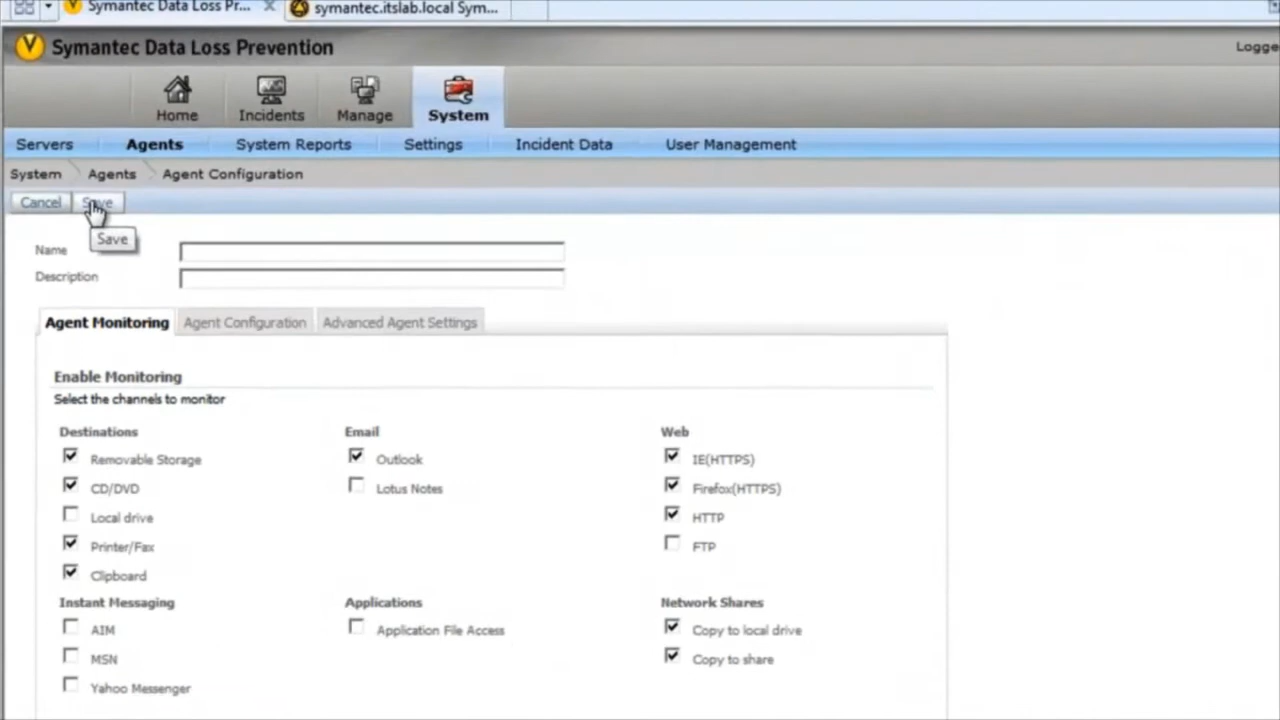 Symantec Data Loss Pr... symantec.itslab.local Sym...
Symantec Data Loss Prevention
Logge
Home Incidents Manage System
Servers Agents System Reports Settings Incident Data User Management
System Agents Agent Configuration
Cancel Save
Save
Name
Description
Agent Monitoring Agent Configuration Advanced Agent Settings
Enable Monitoring
Select the channels to monitor
Destinations Email Web
Removable Storage Outlook IE(HTTPS)
CD/DVD Lotus Notes Firefox(HTTPS)
Local drive HTTP
Printer/Fax FTP
Clipboard
Instant Messaging Applications Network Shares
AIM Application File Access Copy to local drive
MSN Copy to share
Yahoo Messenger